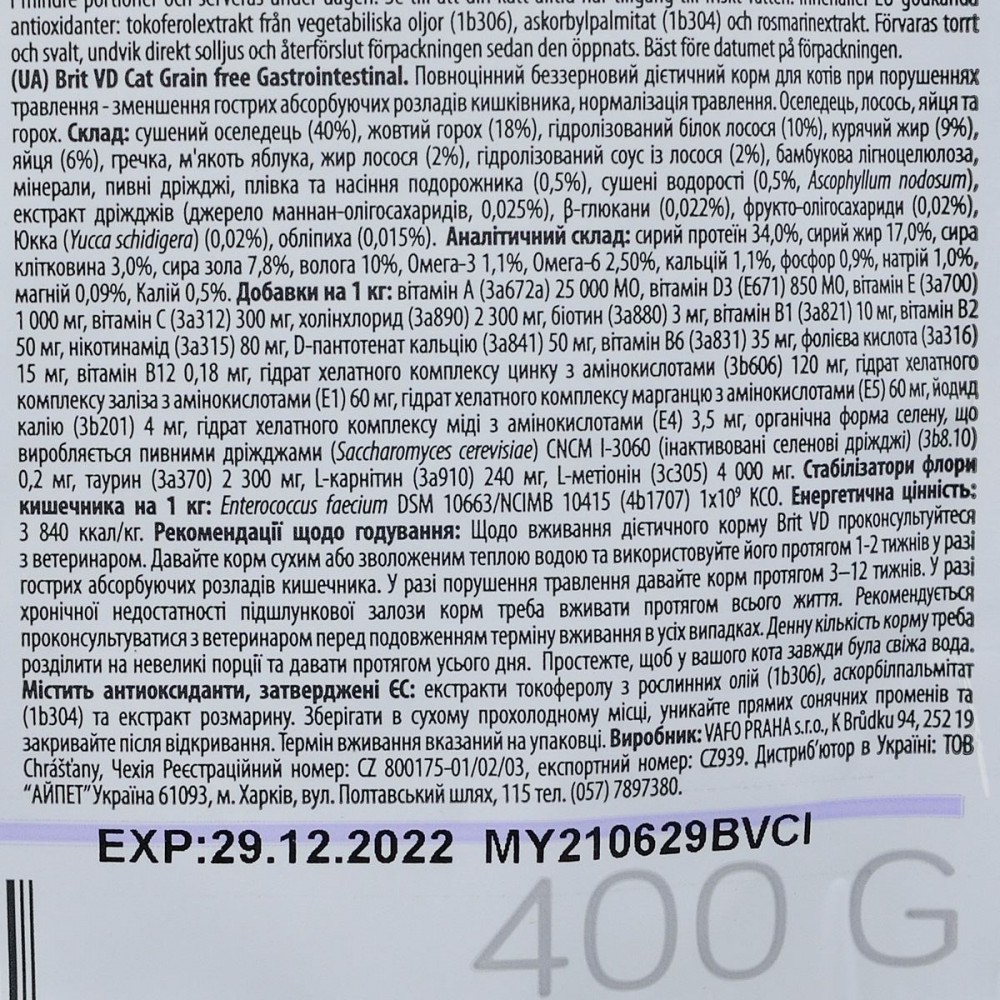 antioxidanter: tokoferolextrakt från vegetabiliska oljor (1b306), askorbylpalmitat (1b304) och rosmarinextrakt. Förvaras torrt
och svalt, undvik direkt solljus och återförslut förpackningen sedan den öppnats. Bäst före datumet på förpackningen.
(UA) Brit VD Cat Grain free Gastrointestinal. Повноцінний беззерновий дієтичний корм для котів при порушеннях
травлення - зменшення гострих абсорбуючих розладів кишківника, нормалізація травлення. Оселедець, лосось, яйця та
горох. Склад: сушений оселедець (40%), жовтий горох (18%), гідролізований білок лосося (10%), курячий жир (9%),
яйця (6%), гречка, м'якоть яблука, жир лосося (2%), гідролізований соус із лосося (2%), бамбукова лігноцелюлоза,
мінерали, пивні дріжджі, плівка та насіння подорожника (0,5%), сушені водорості (0,5%, Ascophyllum nodosum),
екстракт дріжджів (джерело маннан-олігосахаридів, 0,025%), β-глюкани (0,022%), фрукто-олігосахариди (0,02%),
Юкка (Yucca schidigera) (0,02%), обліпиха (0,015%). Аналітичний склад: сирий протеїн 34,0%, сирий жир 17,0%, сира
клітковина 3,0%, сира зола 7,8%, волога 10%, Омега-3 1,1%, Омега-6 2,50%, кальцій 1,1%, фосфор 0,9%, натрій 1,0%,
магній 0,09%, Калій 0,5%. Добавки на 1 кг: вітамін А (3a672a) 25 000 МО, вітамін D3 (E671) 850 МО, вітамін Е (3a700)
1 000 мг, вітамін С (3a312) 300 мг, холінхлорид (3a890) 2 300 мг, біотин (3a880) 3 мг, вітамін В1 (3a821) 10 мг, вітамін В2
50 мг, нікотинамід (3a315) 80 мг, D-пантотенат кальцію (3a841) 50 мг, вітамін В6 (3a831) 35 мг, фолієва кислота (3a316)
15 мг, вітамін В12 0,18 мг, гідрат хелатного комплексу цинку з амінокислотами (3b606) 120 мг, гідрат хелатного
комплексу заліза з амінокислотами (E1) 60 мг, гідрат хелатного комплексу марганцю з амінокислотами (E5) 60 мг, йодид
калію (3b201) 4 мг, гідрат хелатного комплексу міді з амінокислотами (E4) 3,5 мг, органічна форма селену, що
виробляється пивними дріжджами (Saccharomyces cerevisiae) CNCM I-3060 (інактивовані селенові дріжджі) (3b8.10)
0,2 мг, таурин (3a370) 2 300 мг, L-карнітин (3a910) 240 мг, L-метіонін (3c305) 4 000 мг. Стабілізатори флори
кишечника на 1 кг: Enterococcus faecium DSM 10663/NCIMB 10415 (4b1707) 1x10⁹ КСО. Енергетична цінність:
3 840 ккал/кг. Рекомендації щодо годування: Щодо вживання дієтичного корму Brit VD проконсультуйтеся
з ветеринаром. Давайте корм сухим або зволоженим теплою водою та використовуйте його протягом 1-2 тижнів у разі
гострих абсорбуючих розладів кишечника. У разі порушення травлення давайте корм протягом 3–12 тижнів. У разі
хронічної недостатності підшлункової залози корм треба вживати протягом всього життя. Рекомендується
проконсультуватися з ветеринаром перед подовженням терміну вживання в усіх випадках. Денну кількість корму треба
розділити на невеликі порції та давати протягом усього дня. Простежте, щоб у вашого кота завжди була свіжа вода.
Містить антиоксиданти, затверджені ЄС: екстракти токоферолу з рослинних олій (1b306), аскорбілпальмітат
(1b304) та екстракт розмарину. Зберігати в сухому прохолодному місці, уникайте прямих сонячних променів та
закривайте після відкривання. Термін вживання вказаний на упаковці. Виробник: VAFO PRAHA s.r.o., K Brůdku 94, 252 19
Chrášťany, Чехія Реєстраційний номер: CZ 800175-01/02/03, експортний номер: CZ939. Дистриб'ютор в Україні: ТОВ
“АЙПЕТ” Україна 61093, м. Харків, вул. Полтавський шлях, 115 тел. (057) 7897380.
EXP:29.12.2022 MY210629BVCI
400 G